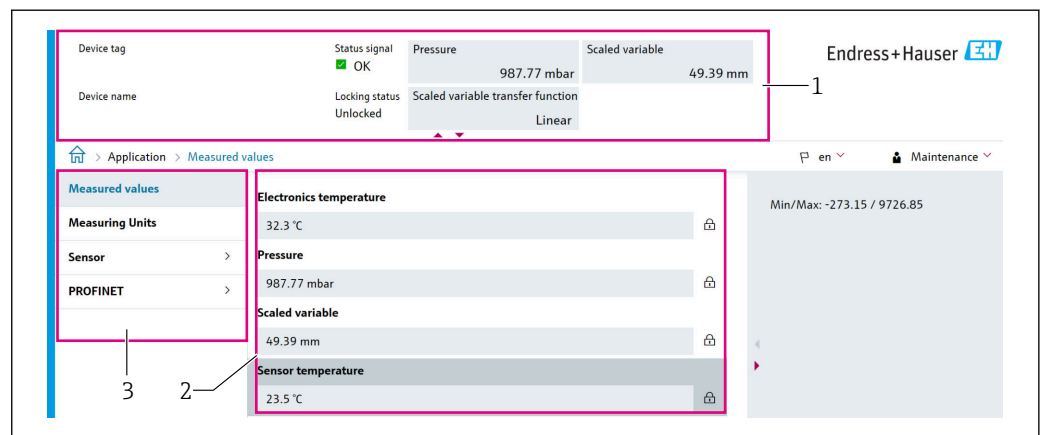 Device tag
Status signal
OK
Pressure
987.77 mbar
Scaled variable
49.39 mm
Endress+Hauser EH
1
Device name
Locking status
Unlocked
Scaled variable transfer function
Linear
> Application > Measured values
en
Maintenance
Measured values
Measuring Units
Sensor >
PROFINET >
3
2
Electronics temperature
32.3 °C
Pressure
987.77 mbar
Scaled variable
49.39 mm
Sensor temperature
23.5 °C
Min/Max: -273.15 / 9726.85